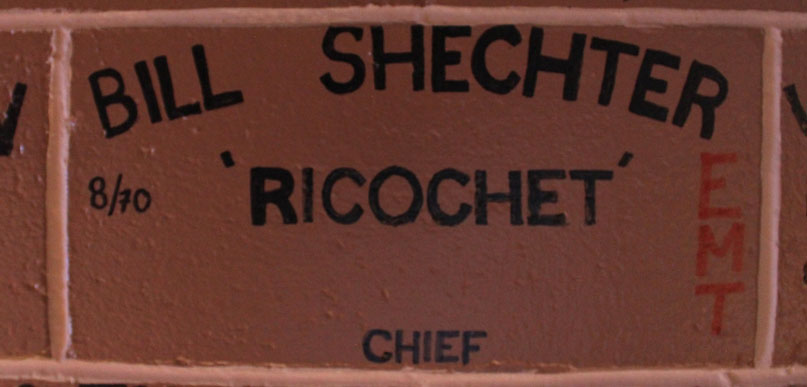 BILL SHECHTER
8/70
'RICOCHET'
EMT
CHIEF